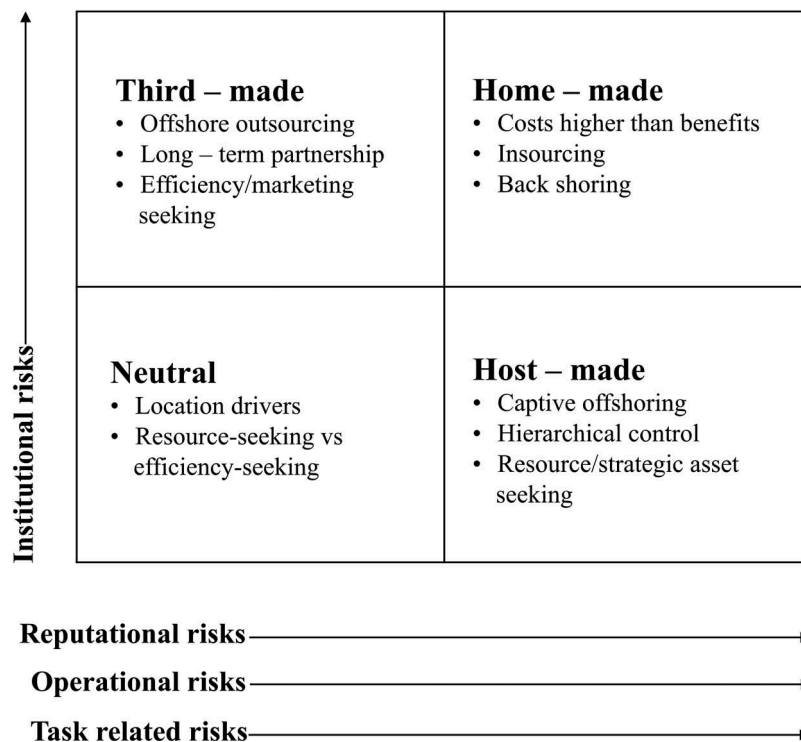 Third – made
• Offshore outsourcing
• Long – term partnership
• Efficiency/marketing
seeking
Home – made
• Costs higher than benefits
• Insourcing
• Back shoring
Institutional risks
Neutral
• Location drivers
• Resource-seeking vs
efficiency-seeking
Host – made
• Captive offshoring
• Hierarchical control
• Resource/strategic asset
seeking
Reputational risks
Operational risks
Task related risks